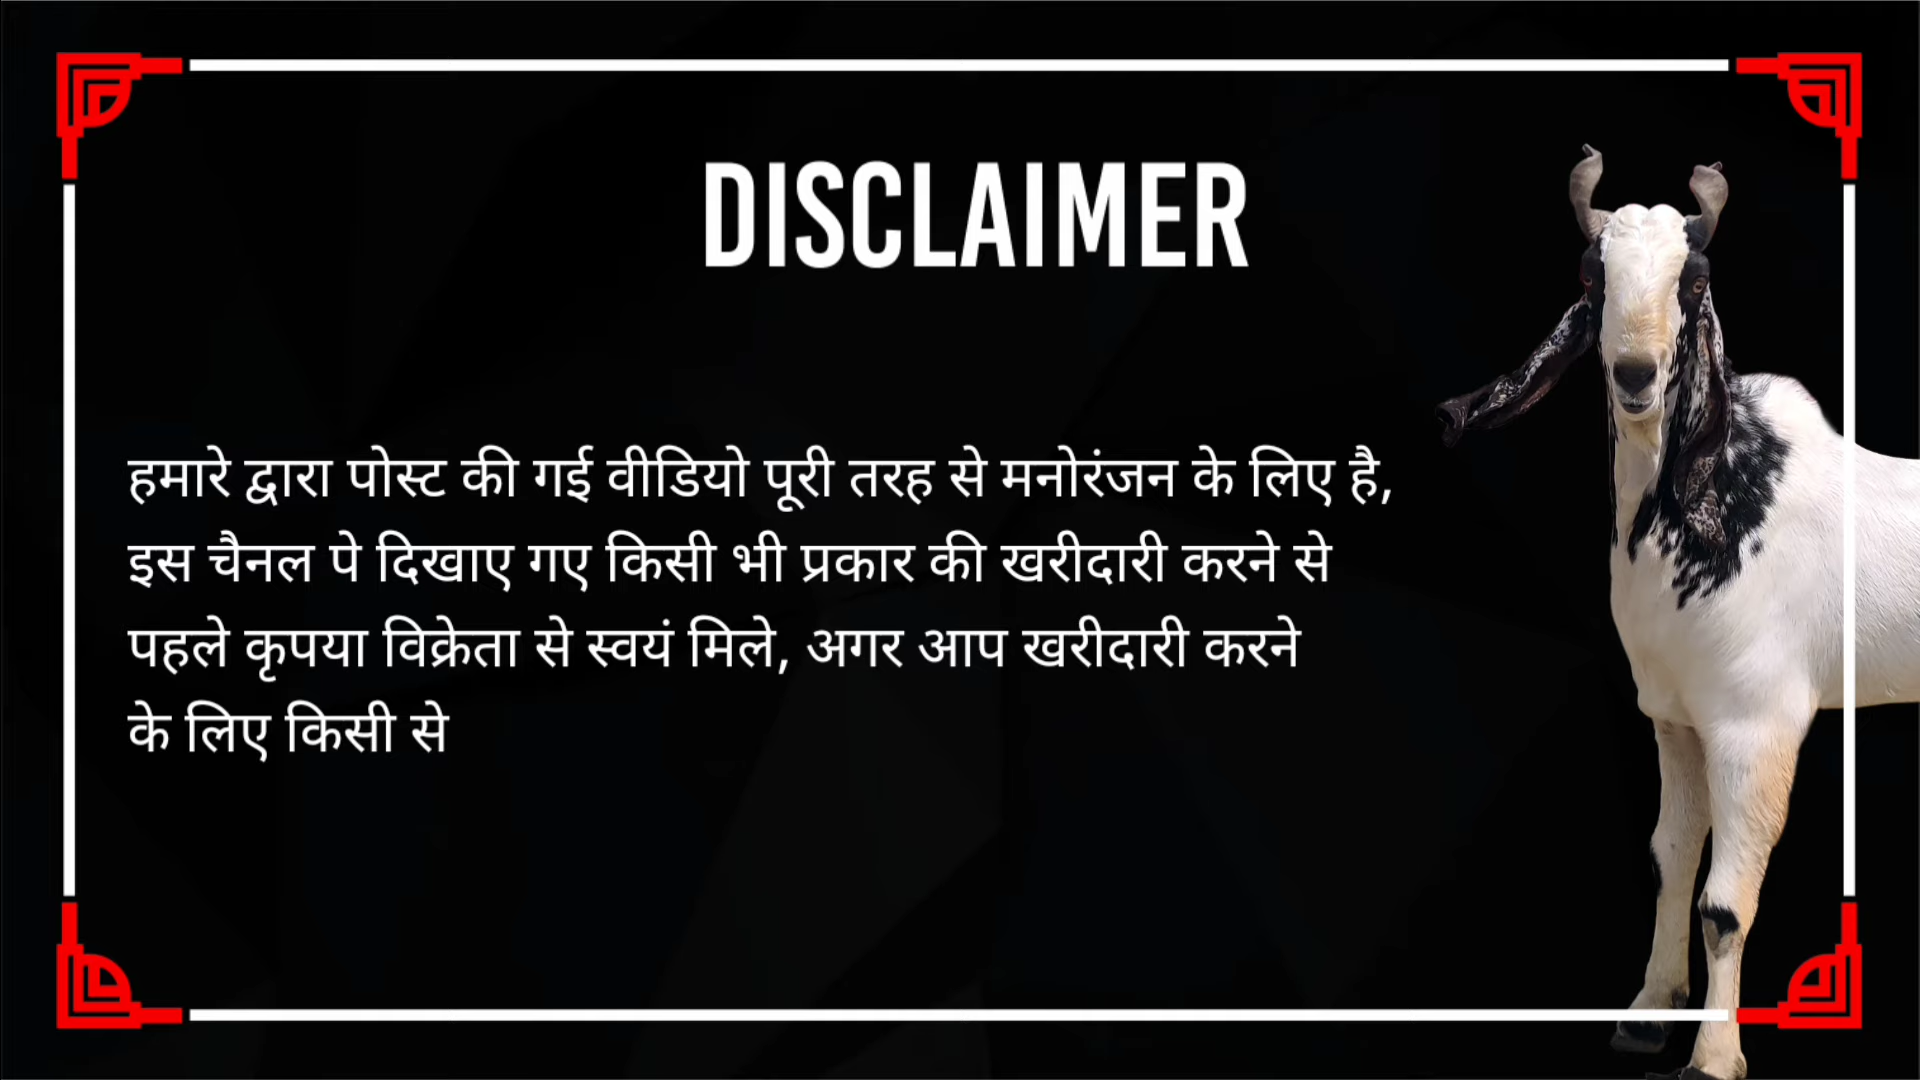 DISCLAIMER
हमारे द्वारा पोस्ट की गई वीडियो पूरी तरह से मनोरंजन के लिए है,
इस चैनल पे दिखाए गए किसी भी प्रकार की खरीदारी करने से
पहले कृपया विक्रेता से स्वयं मिले, अगर आप खरीदारी करने
के लिए किसी से